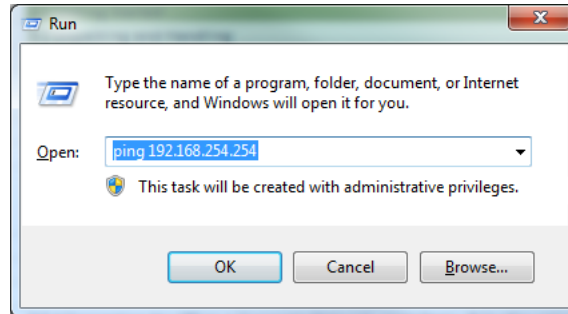 Run
Type the name of a program, folder, document, or Internet
resource, and Windows will open it for you.
Open:
ping 192.168.254.254
This task will be created with administrative privileges.
OK
Cancel
Browse...